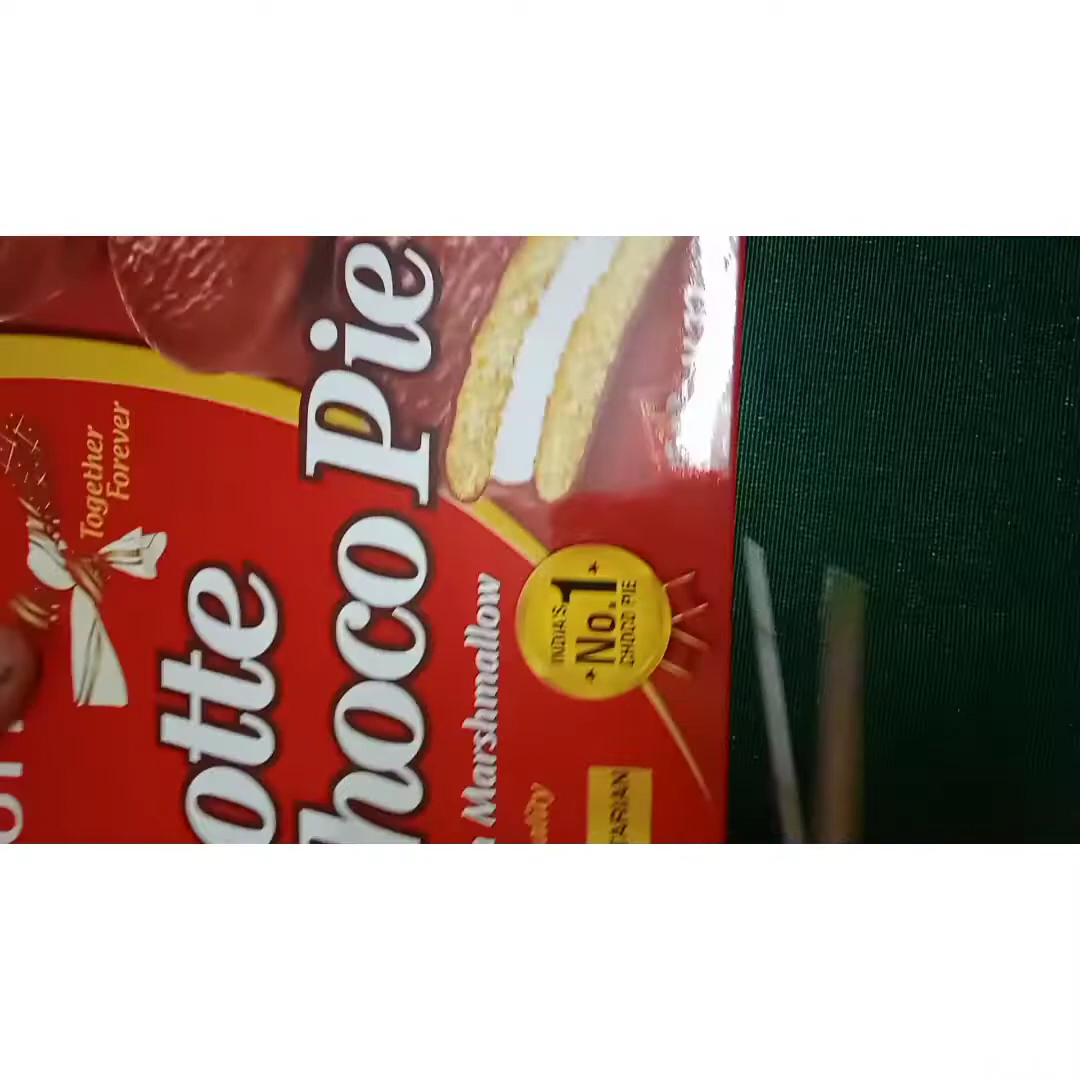 Together
Forever
otte
hoco Pie
Marshmallow
INDIA'S
No.1
CHOCO PIE
TARIAN